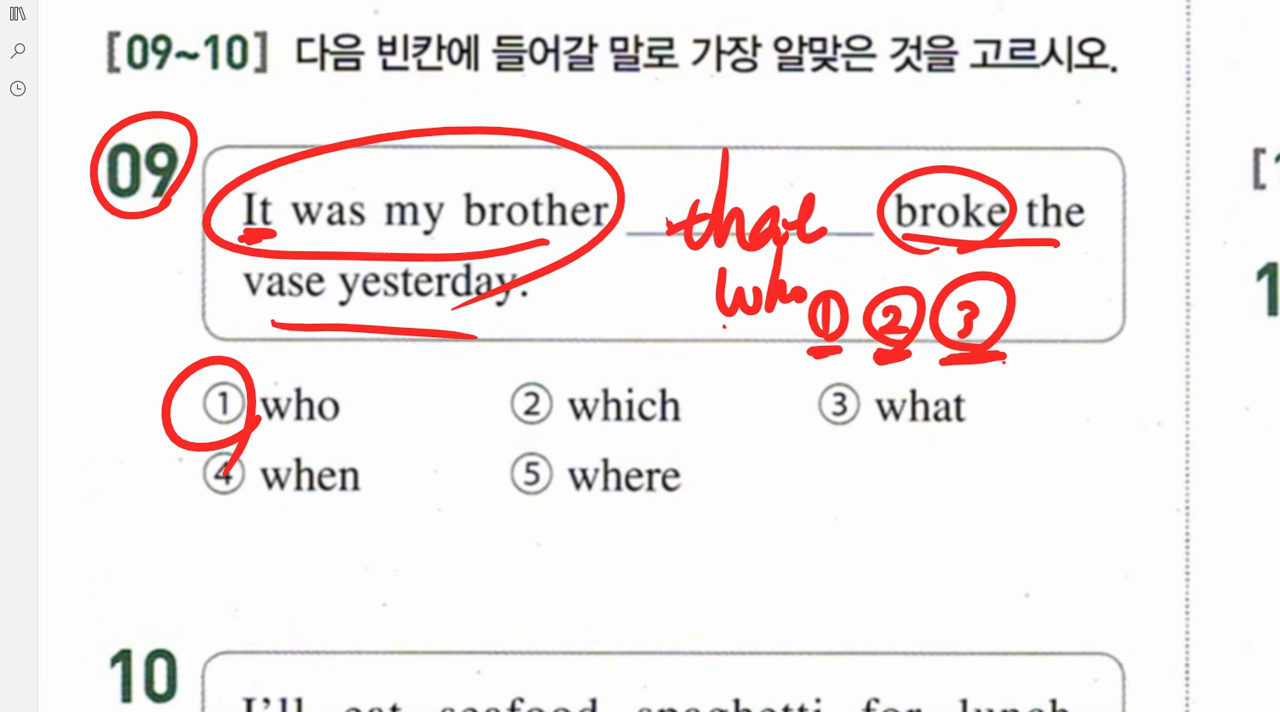 [09~10] 다음 빈칸에 들어갈 말로 가장 알맞은 것을 고르시오.
09
It was my brother that broke the
who
vase yesterday.
① ② ③
① who ② which ③ what
④ when ⑤ where
10
I'll eat seafood spaghetti for lunch